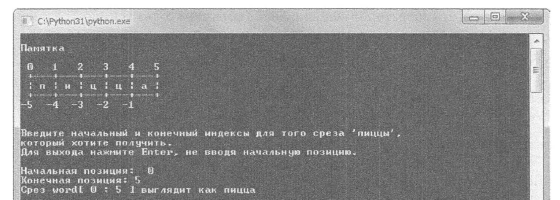 C:\Python31\python.exe
Памятка
0 1 2 3 4 5
+---+---+---+---+---+
¦ п ¦ и ¦ ц ¦ ц ¦ а ¦
+---+---+---+---+---+
-5 -4 -3 -2 -1
Введите начальный и конечный индексы для того среза 'пиццы',
который хотите получить.
Для выхода нажмите Enter, не вводя начальную позицию.
Начальная позиция: 0
Конечная позиция: 5
Срез word[ 0 : 5 ] выглядит как пицца